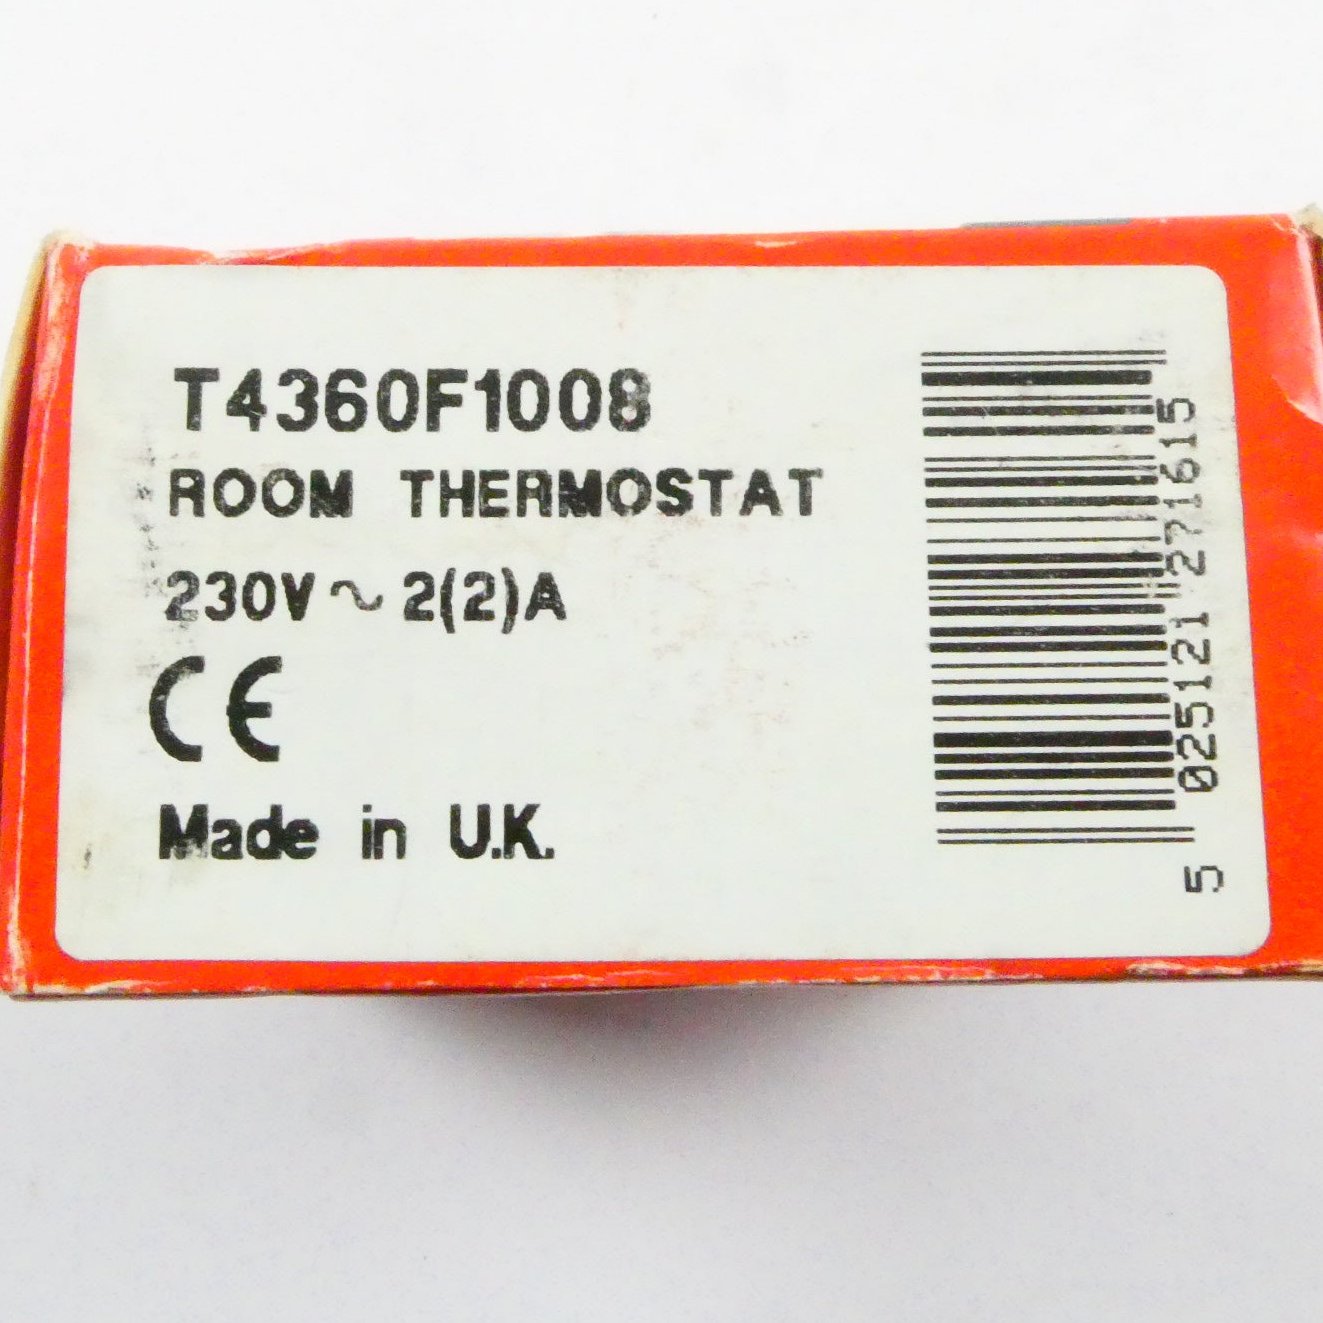 T4360F1008
ROOM THERMOSTAT
230V ~ 2(2)A
CE
Made in U.K.
5 025121 271615